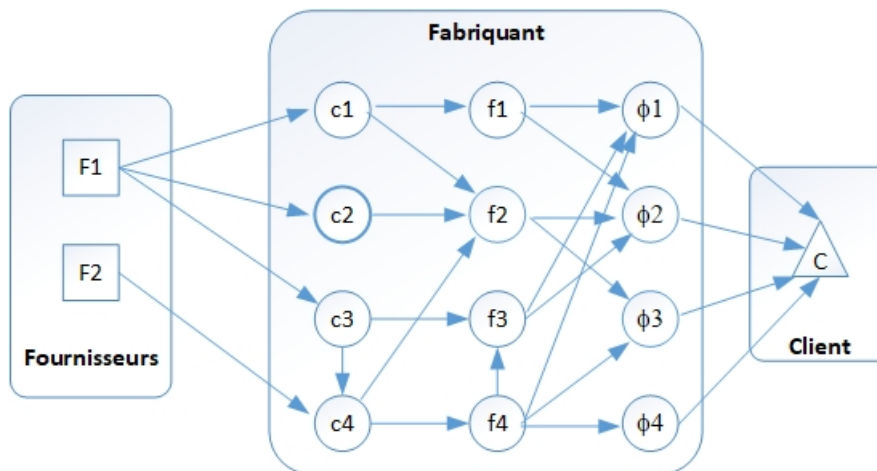 Fabriquant
c1 f1 ϕ1
F1
c2 f2 ϕ2
C
F2
c3 f3 ϕ3
Fournisseurs
Client
c4 f4 ϕ4